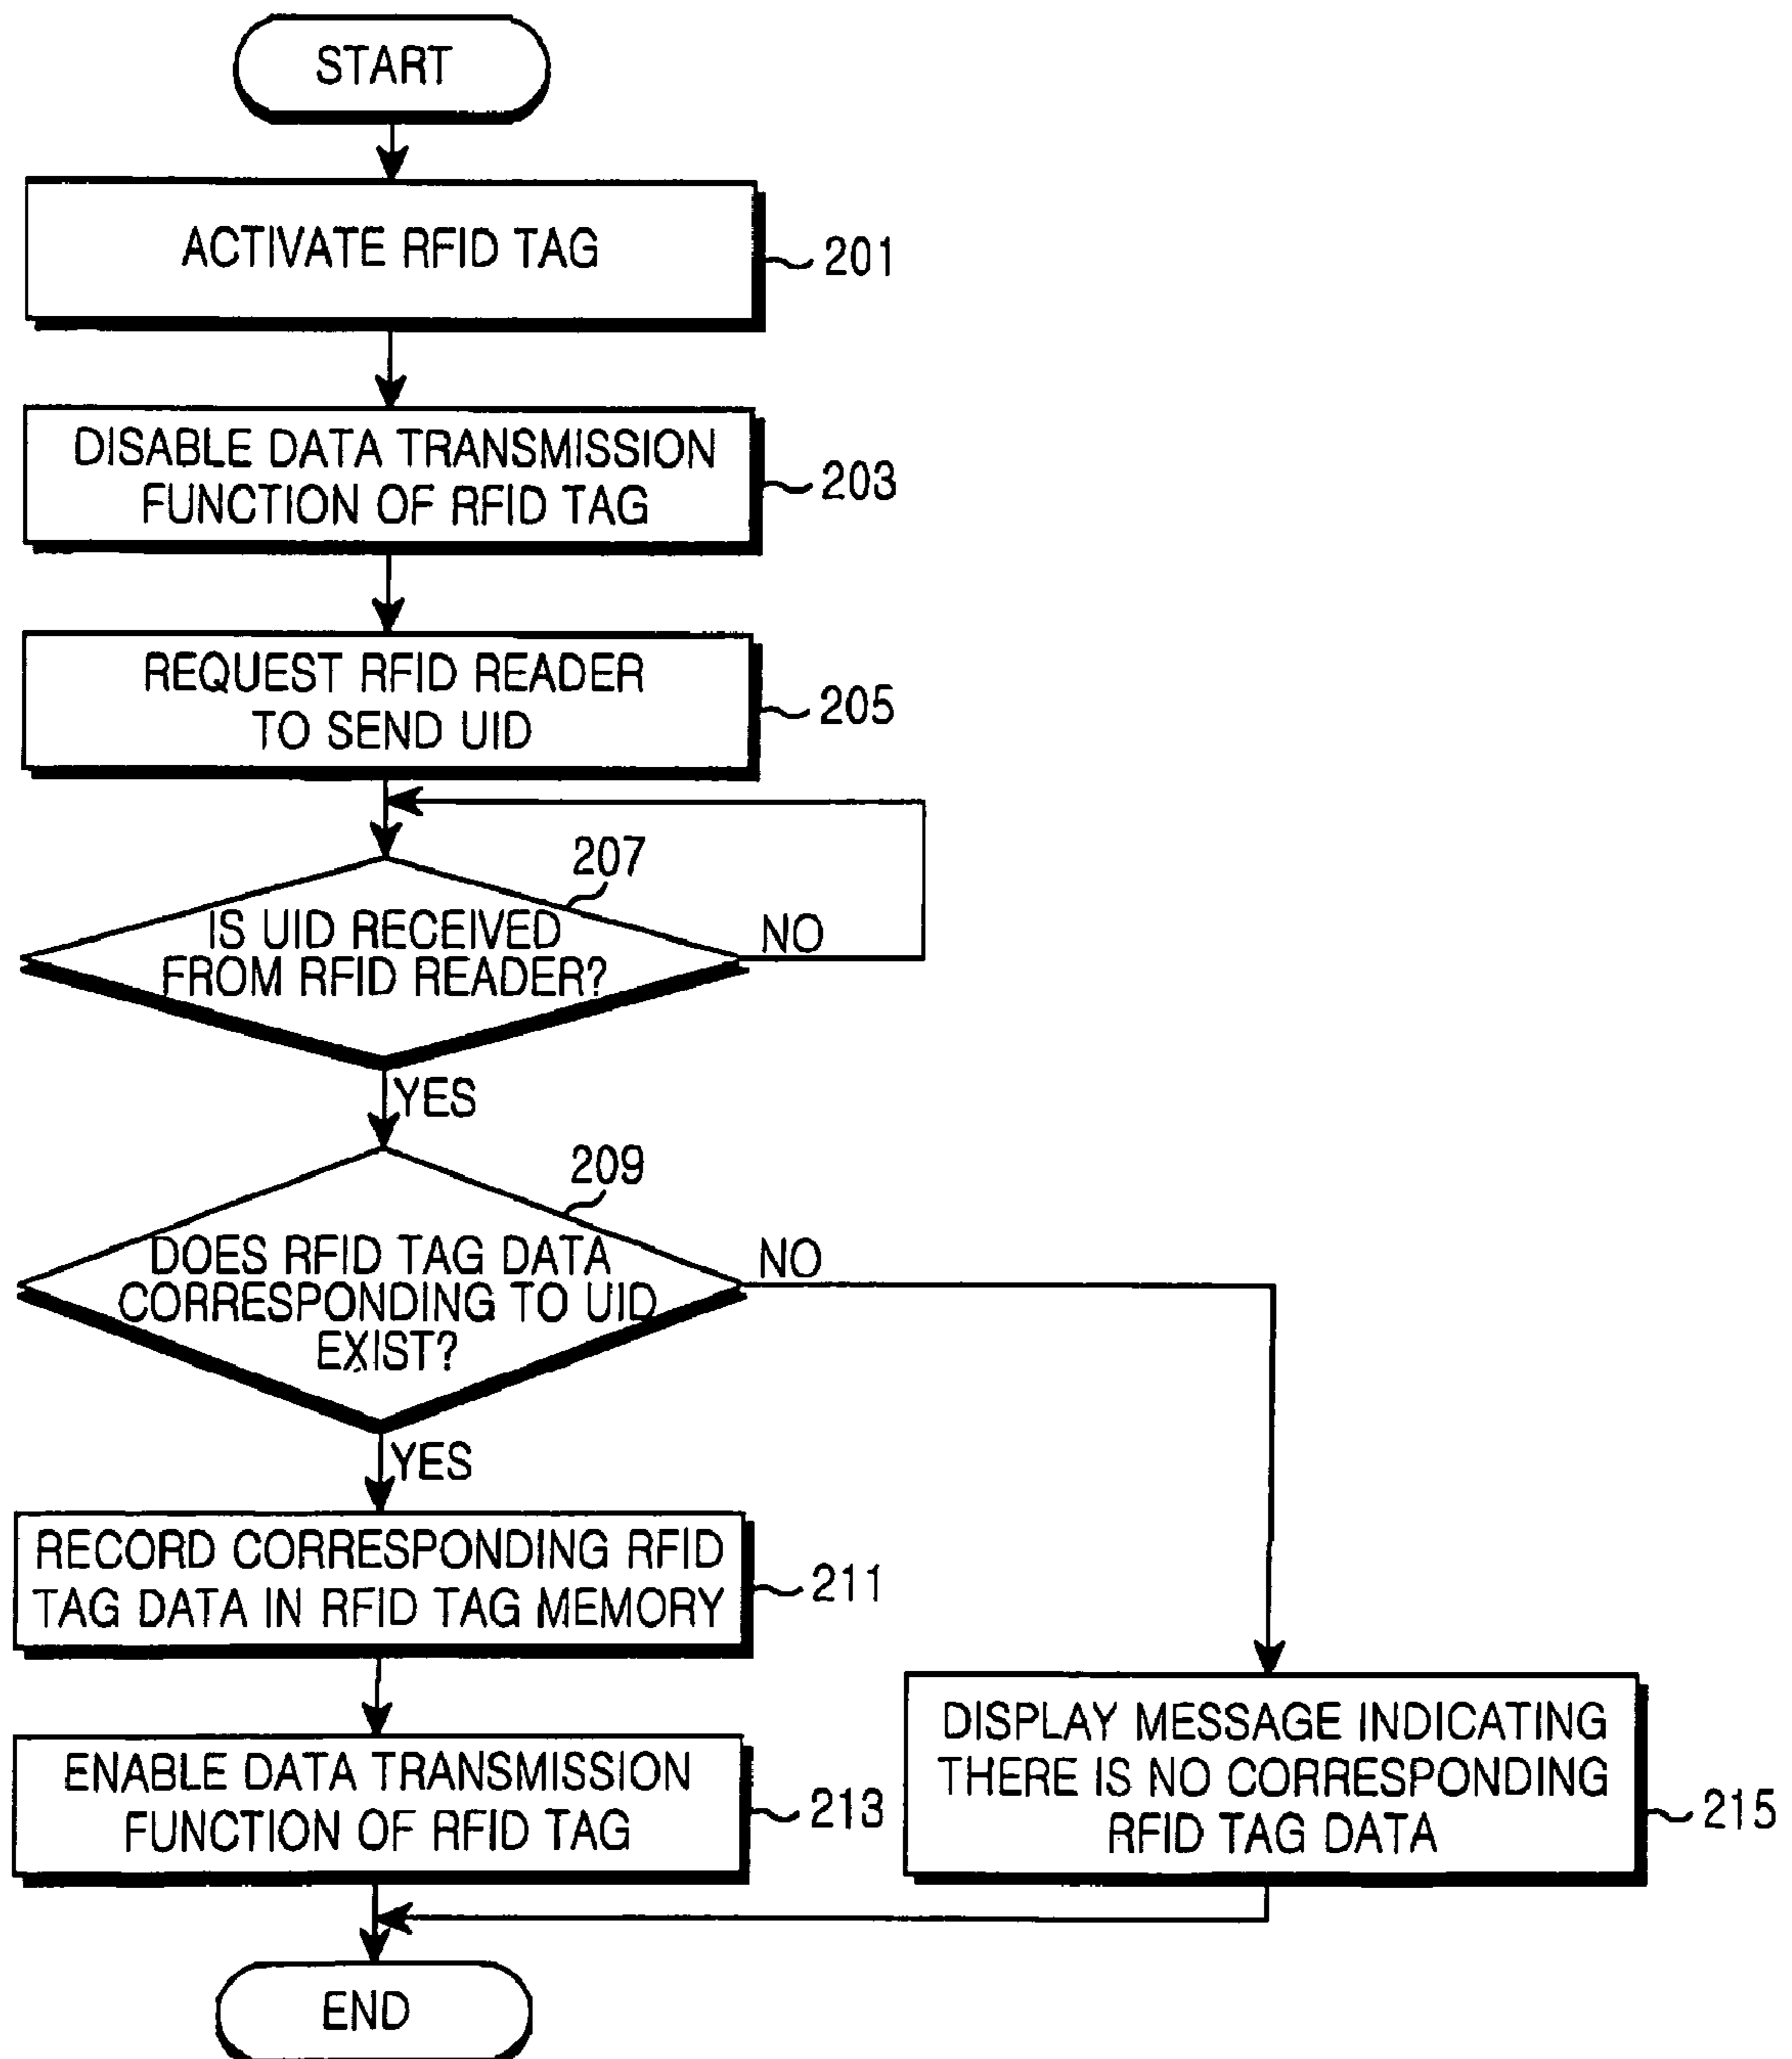 START
ACTIVATE RFID TAG
201
DISABLE DATA TRANSMISSION
FUNCTION OF RFID TAG
203
REQUEST RFID READER
TO SEND UID
205
207
IS UID RECEIVED
FROM RFID READER?
NO
YES
209
DOES RFID TAG DATA
CORRESPONDING TO UID
EXIST?
NO
YES
RECORD CORRESPONDING RFID
TAG DATA IN RFID TAG MEMORY
211
ENABLE DATA TRANSMISSION
FUNCTION OF RFID TAG
213
DISPLAY MESSAGE INDICATING
THERE IS NO CORRESPONDING
RFID TAG DATA
215
END